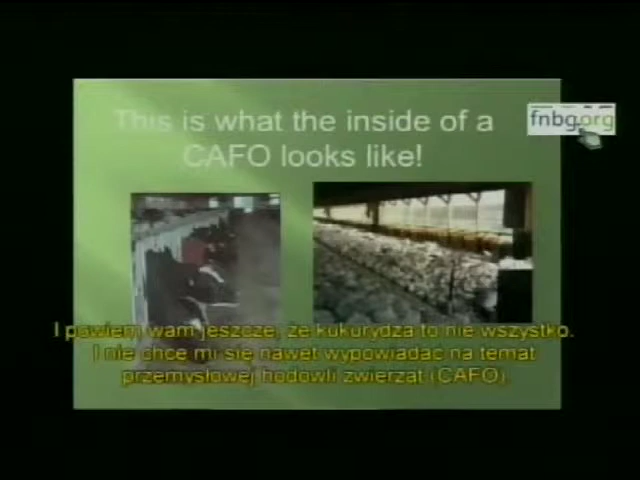 This is what the inside of a
CAFO looks like!
fnbg.org
I powiem wam jeszcze, że kukurydza to nie wszystko.
I nie chce mi się nawet wypowiadać na temat
przemysłowej hodowli zwierząt (CAFO).